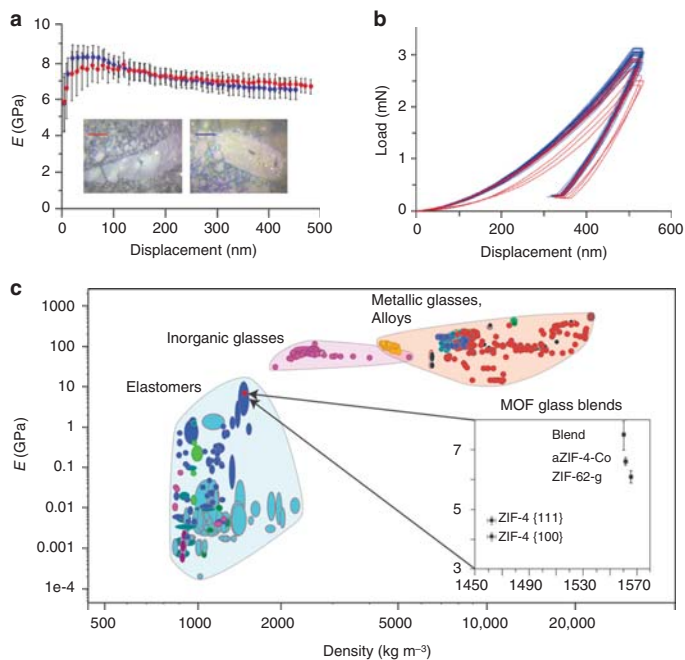 a
10
8
6
4
2
0
E (GPa)
0
100
200
300
400
500
Displacement (nm)
b
3
2
1
0
Load (mN)
0
200
400
600
Displacement (nm)
c
1000
100
10
1
0.1
0.01
0.001
1e-4
E (GPa)
Metallic glasses,
Alloys
Inorganic glasses
Elastomers
MOF glass blends
7
5
3
Blend
aZIF-4-Co
ZIF-62-g
ZIF-4 {111}
ZIF-4 {100}
1450
1490
1510
1530
1570
500
1000
2000
5000
10,000
20,000
Density (kg m⁻³)